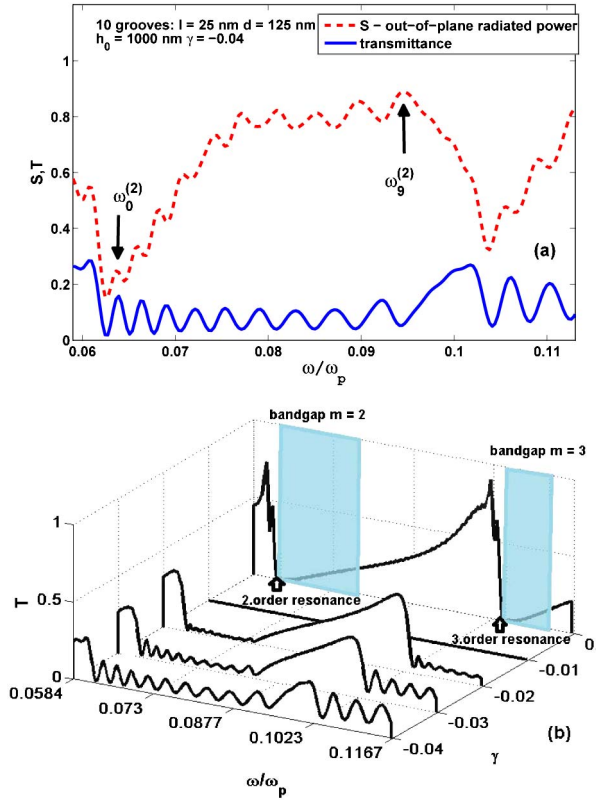 10 grooves: l = 25 nm d = 125 nm
h₀ = 1000 nm γ = −0.04
S − out−of−plane radiated power
transmittance
1
0.8
0.6
0.4
0.2
0
S,T
ω₀⁽²⁾
ω₉⁽²⁾
(a)
0.06 0.07 0.08 0.09 0.1 0.11
ω/ωₚ
bandgap m = 2
bandgap m = 3
1
0.5
0
T
2.order resonance
3.order resonance
0.0584 0.073 0.0877 0.1023 0.1167
0
−0.01
−0.02
−0.03
−0.04
(b)
γ
ω/ωₚ